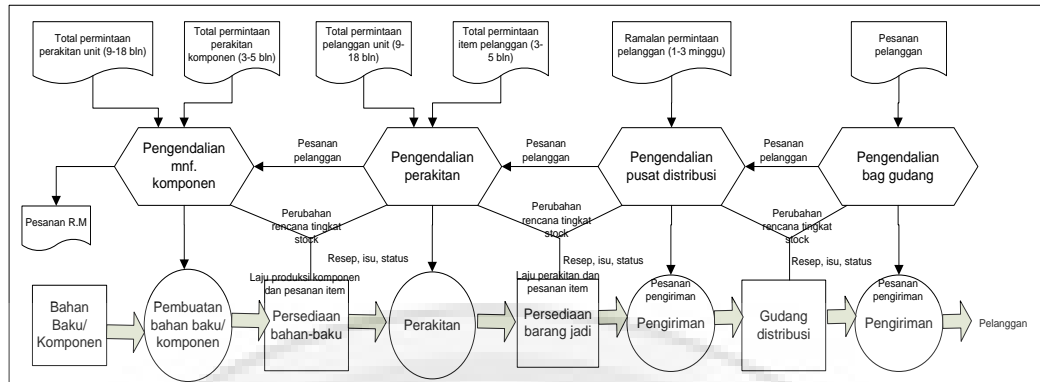 Total permintaan
perakitan unit (9-18 bln)
Total
permintaan
perakitan
komponen (3-5 bln)
Total permintaan
pelanggan unit (9-
18 bln)
Total
permintaan
item pelanggan (3-
5 bln)
Ramalan permintaan
pelanggan (1-3 minggu)
Pesanan
pelanggan
Pengendalian
mnf.
komponen
Pesanan
pelanggan
Pengendalian
perakitan
Pesanan
pelanggan
Pengendalian
pusat distribusi
Pesanan
pelanggan
Pengendalian
bag gudang
Pesanan R.M
Perubahan
rencana tingkat
stock
Resep, isu, status
Perubahan
rencana tingkat
stock
Resep, isu, status
Perubahan
rencana tingkat
stock
Resep, isu, status
Bahan
Baku/
Komponen
Pembuatan
bahan baku/
komponen
Laju produksi komponen
dan pesanan item
Persediaan
bahan-baku
Perakitan
Laju perakitan dan
pesanan item
Persediaan
barang jadi
Pesanan
pengiriman
Pengiriman
Gudang
distribusi
Pesanan
pengiriman
Pengiriman
Pelanggan